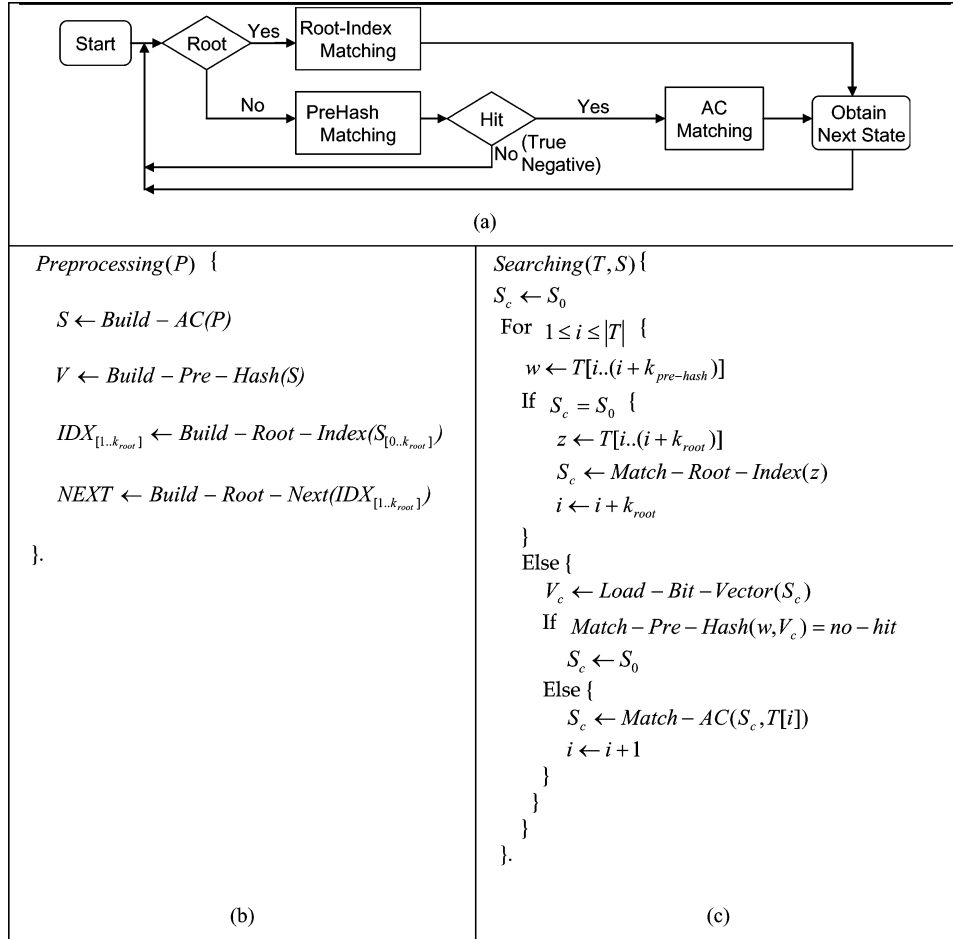 Start
Root
Yes
Root-Index
Matching
No
PreHash
Matching
Hit
Yes
No (True
Negative)
AC
Matching
Obtain
Next State
(a)
Preprocessing(P) {
S ← Build − AC(P)
V ← Build − Pre − Hash(S)
IDX_[1..k_root] ← Build − Root − Index(S_[0..k_root])
NEXT ← Build − Root − Next(IDX_[1..k_root])
}.
(b)
Searching(T, S) {
S_c ← S_0
For 1 ≤ i ≤ |T| {
w ← T[i..(i + k_pre−hash)]
If S_c = S_0 {
z ← T[i..(i + k_root)]
S_c ← Match − Root − Index(z)
i ← i + k_root
}
Else {
V_c ← Load − Bit − Vector(S_c)
If Match − Pre − Hash(w, V_c) = no − hit
S_c ← S_0
Else {
S_c ← Match − AC(S_c, T[i])
i ← i + 1
}
}
}
}.
(c)